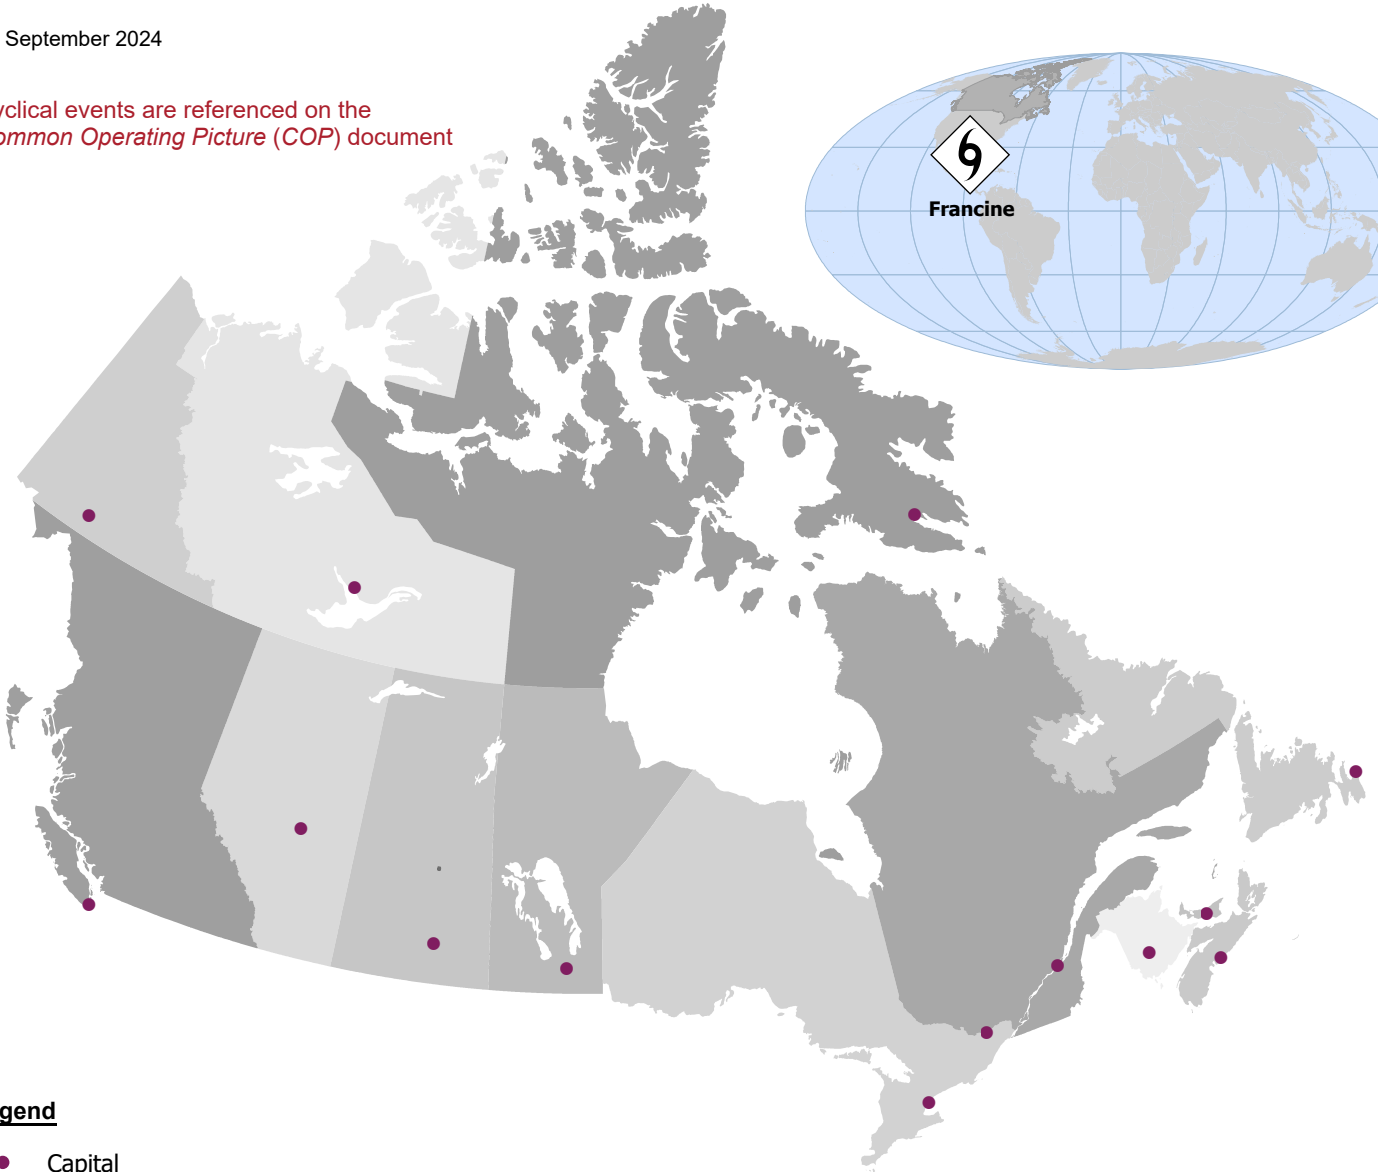 September 2024
yclical events are referenced on the
ommon Operating Picture (COP) document
Francine
gend
Capital